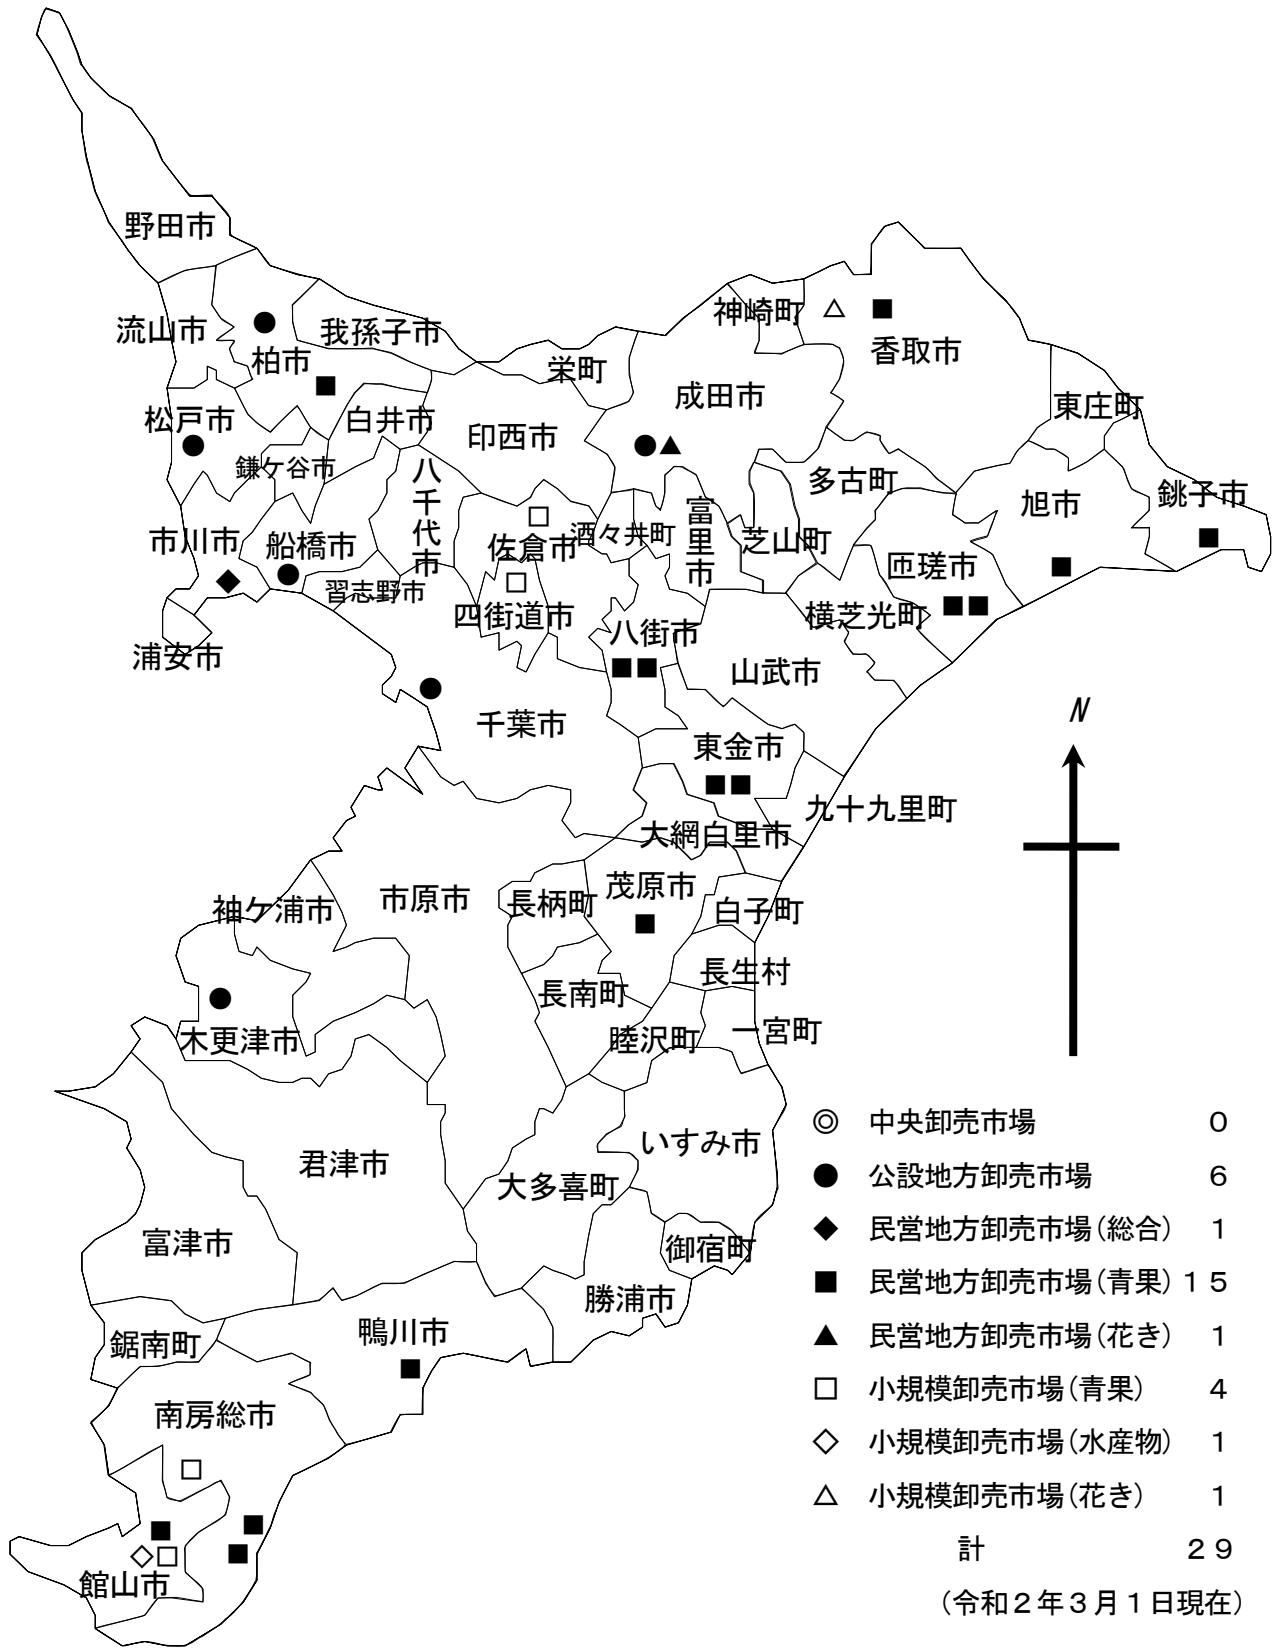 野田市
流山市
柏市
我孫子市
神崎町
香取市
栄町
成田市
東庄町
松戸市
白井市
印西市
鎌ケ谷市
八千代市
多古町
旭市
銚子市
市川市
船橋市
佐倉市
酒々井町
富里市
芝山町
匝瑳市
習志野市
四街道市
八街市
横芝光町
浦安市
山武市
千葉市
東金市
N
九十九里町
大網白里市
袖ケ浦市
市原市
長柄町
茂原市
白子町
長生村
長南町
木更津市
睦沢町
一宮町
君津市
いすみ市
大多喜町
富津市
御宿町
勝浦市
鋸南町
鴨川市
南房総市
館山市
◎ 中央卸売市場 0
● 公設地方卸売市場 6
◆ 民営地方卸売市場(総合) 1
■ 民営地方卸売市場(青果) 15
▲ 民営地方卸売市場(花き) 1
□ 小規模卸売市場(青果) 4
◇ 小規模卸売市場(水産物) 1
△ 小規模卸売市場(花き) 1
計 29
(令和2年3月1日現在)